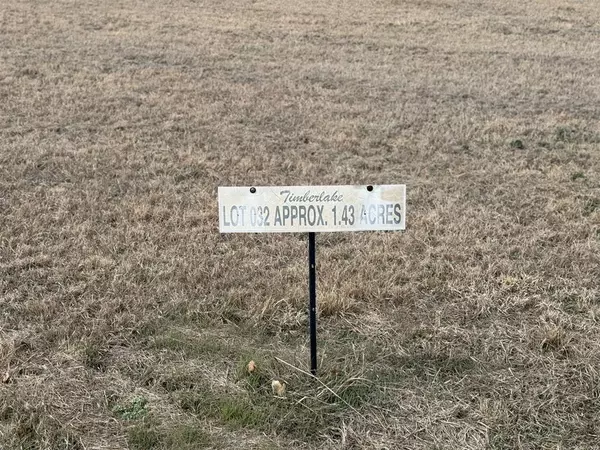 Timberlake
LOT 032 APPROX. 1.43 ACRES